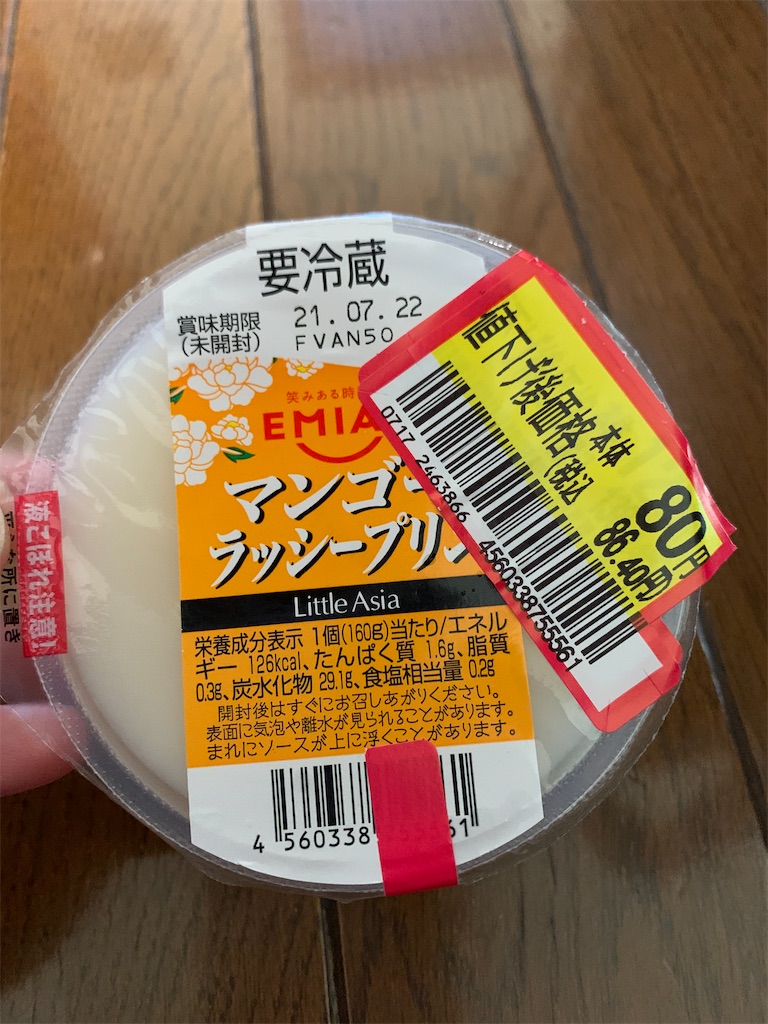 要冷蔵
賞味期限 21.07.22
(未開封) FVAN50
笑みある時
EMIA
マンゴー
ラッシープリン
Little Asia
栄養成分表示 1個(160g)当たり/エネル
ギー 126kcal、たんぱく質 1.6g、脂質
0.3g、炭水化物 29.1g、食塩相当量 0.2g
開封後はすぐにお召しあがりください。
表面に気泡や離水が見られることがあります。
まれにソースが上に浮くことがあります。
4 560338 61
値下げ後価格 本体 80円
(税込 86.40円)
0717 2463866
4560338755561
液こぼれ注意!